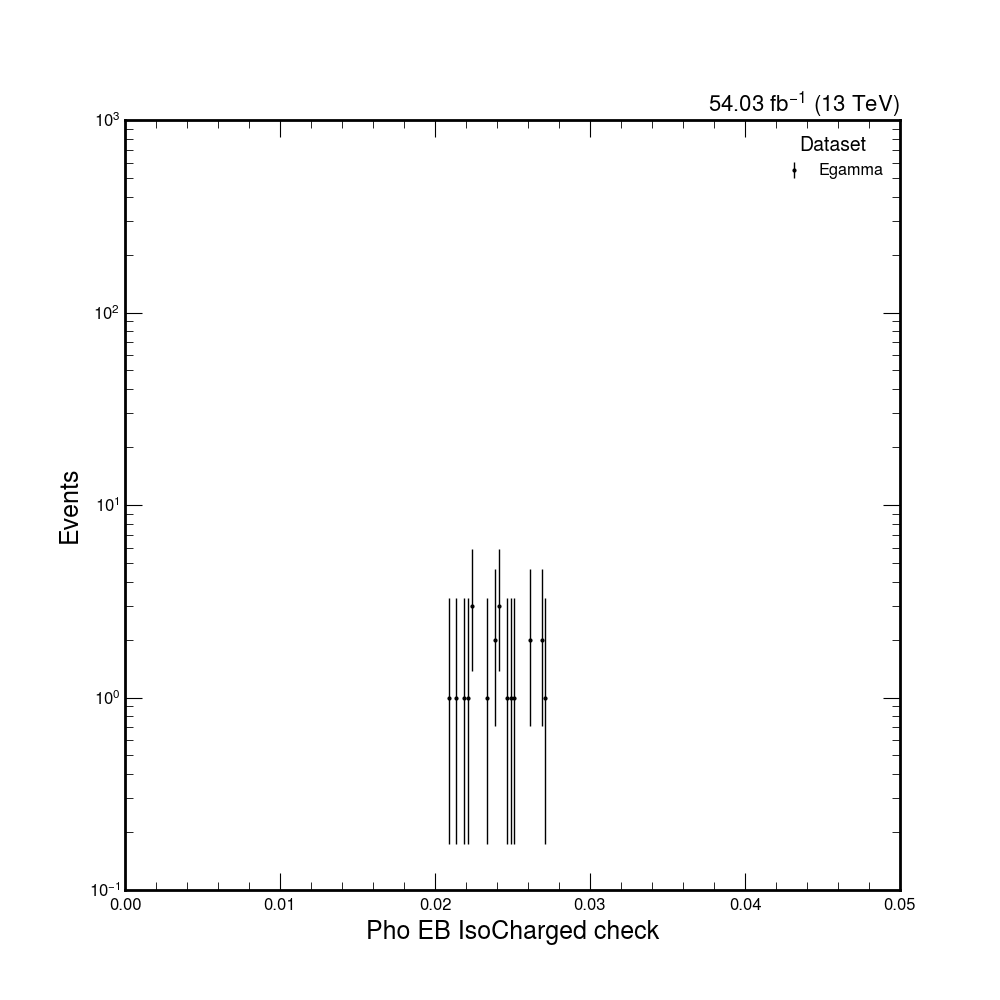 54.03 fb⁻¹ (13 TeV)
10³
Dataset
Egamma
10²
Events
10¹
10⁰
10⁻¹
0.00 0.01 0.02 0.03 0.04 0.05
Pho EB IsoCharged check